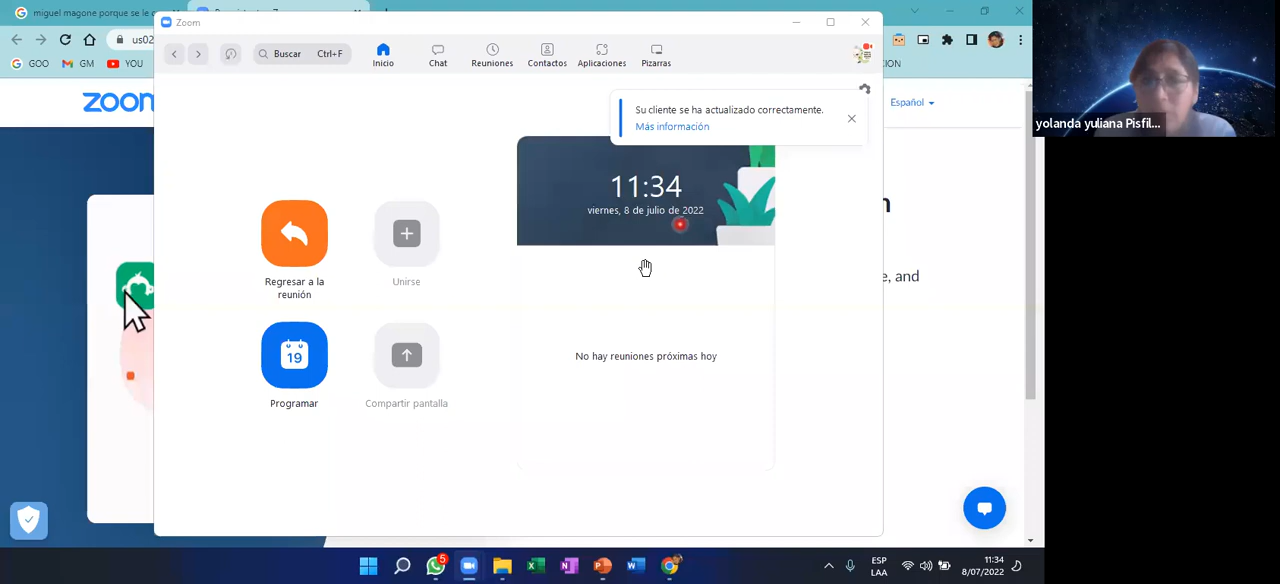 miguel magone porque se le c
us02
GOO
GM
YOU
ION
zoom
Español
n
e, and
Zoom
Buscar Ctrl+F
Inicio
Chat
Reuniones
Contactos
Aplicaciones
Pizarras
Su cliente se ha actualizado correctamente.
Más información
11:34
viernes, 8 de julio de 2022
Regresar a la
reunión
Unirse
19
Programar
Compartir pantalla
No hay reuniones próximas hoy
yolanda yuliana Pisfil...
5
ESP
LAA
11:34
8/07/2022